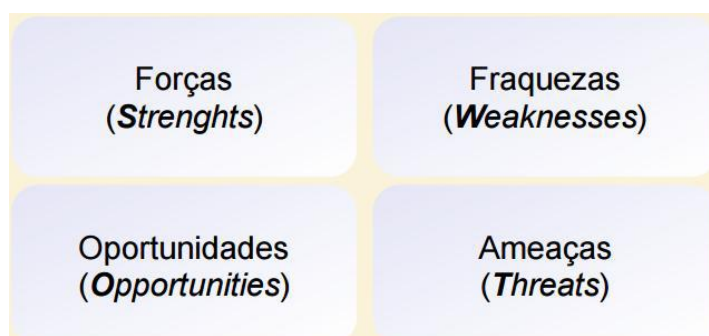 Forças
(Strenghts)
Fraquezas
(Weaknesses)
Oportunidades
(Opportunities)
Ameaças
(Threats)